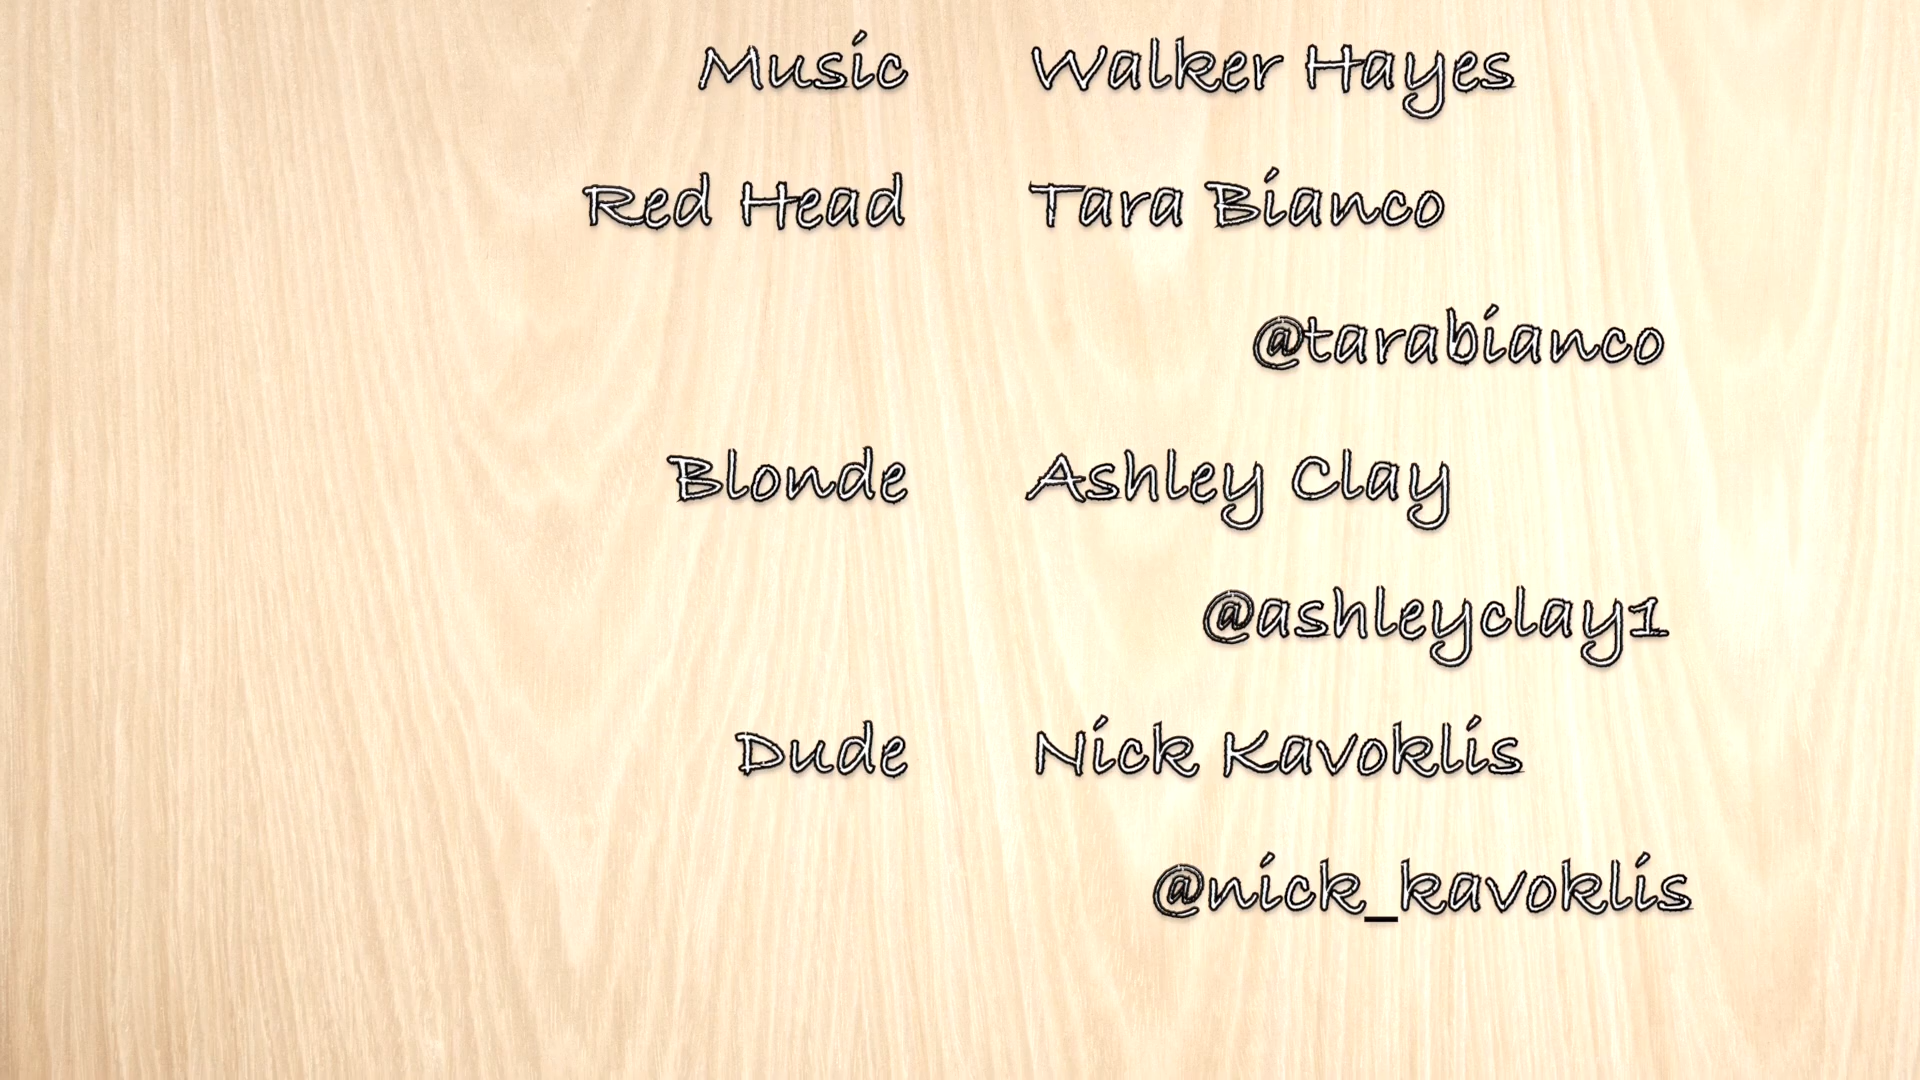 Music Walker Hayes
Red Head Tara Bianco
@tarabianco
Blonde Ashley Clay
@ashleyclay1
Dude Nick Kavoklis
@nick_kavoklis